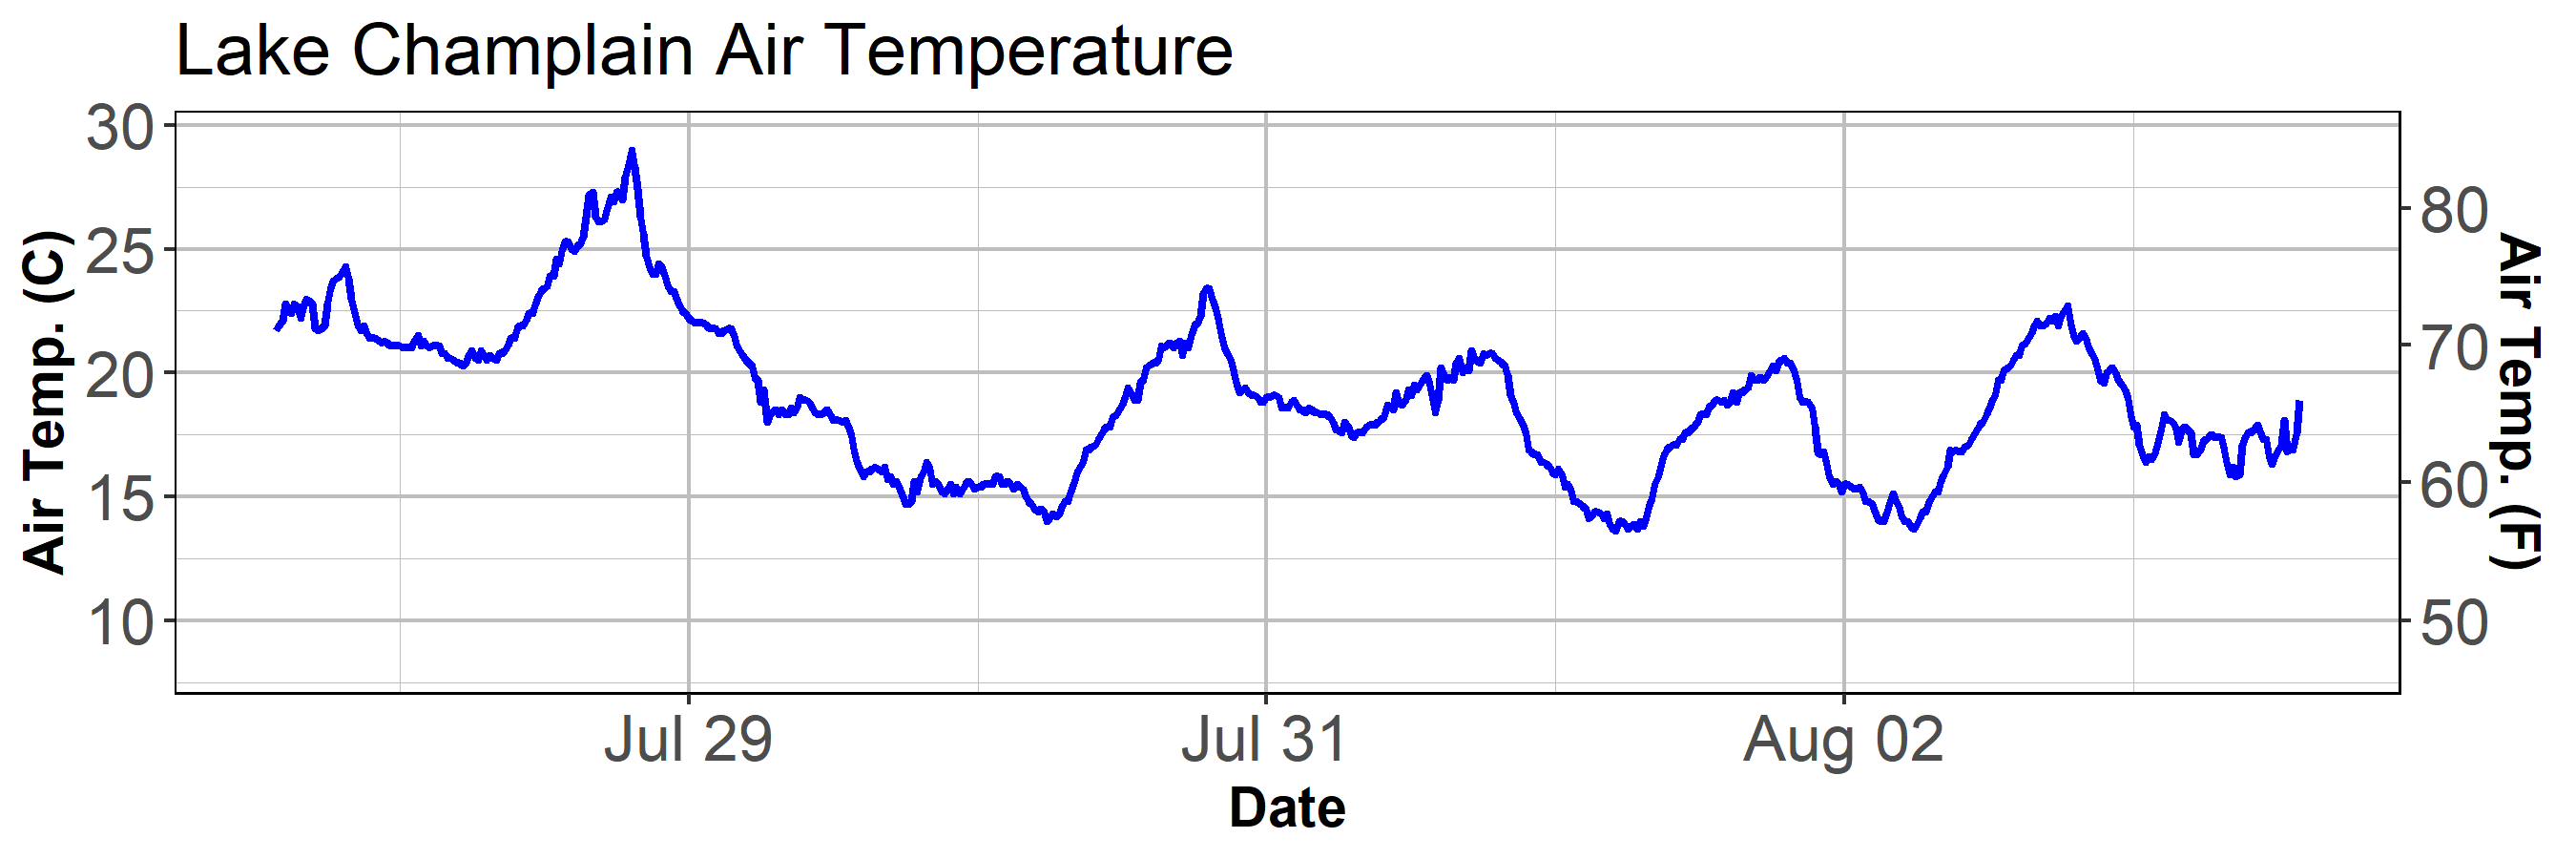 Lake Champlain Air Temperature
30
25
20
15
10
Air Temp. (C)
80
70
60
50
Air Temp. (F)
Jul 29
Jul 31
Aug 02
Date